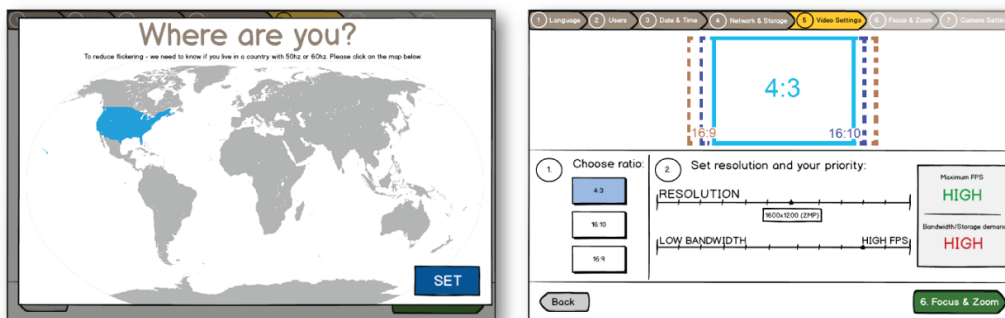 Where are you?
To reduce flickering - we need to know if you live in a country with 50hz or 60hz. Please click on the map below.
SET
1 Language
2 Users
3 Date & Time
4 Network & Storage
5 Video Settings
6 Focus & Zoom
7 Camera Settin
4:3
16:9
16:10
1.
Choose ratio:
4:3
16:10
16:9
2.
Set resolution and your priority:
RESOLUTION
1600x1200 (2MP)
LOW BANDWIDTH
HIGH FPS
Maximum FPS
HIGH
Bandwidth/Storage demand
HIGH
Back
6. Focus & Zoom